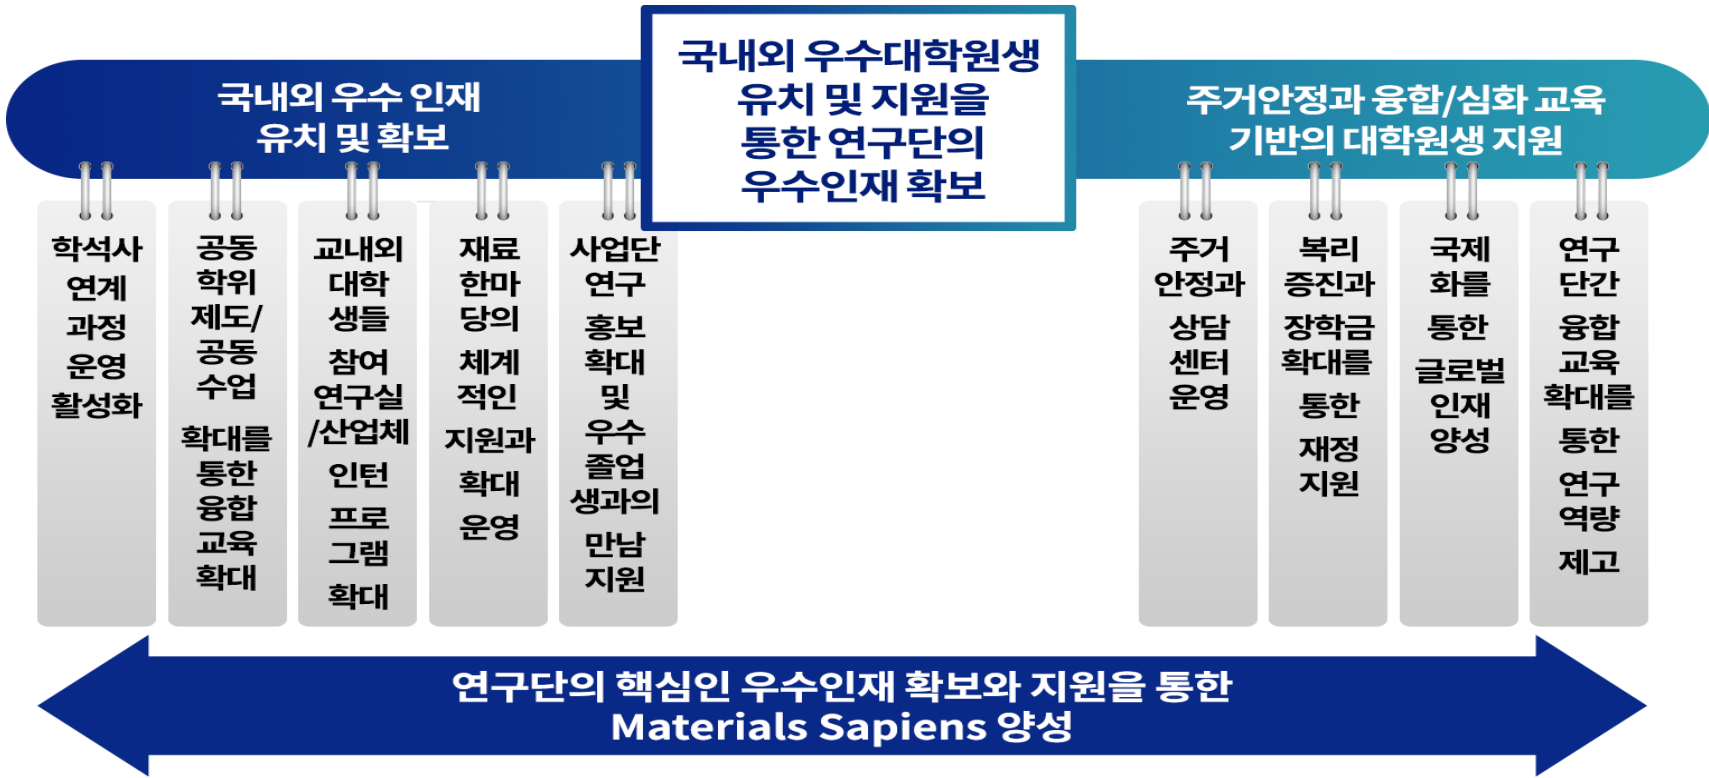 국내외 우수 인재
유치 및 확보
국내외 우수대학원생
유치 및 지원을
통한 연구단의
우수인재 확보
주거안정과 융합/심화 교육
기반의 대학원생 지원
학석사
연계
과정
운영
활성화
공동
학위
제도/
공동
수업
확대를
통한
융합
교육
확대
교내외
대학
생들
참여
연구실
/산업체
인턴
프로
그램
확대
재료
한마
당의
체계
적인
지원과
확대
운영
사업단
연구
홍보
확대
및
우수
졸업
생과의
만남
지원
주거
안정과
상담
센터
운영
복리
증진과
장학금
확대를
통한
재정
지원
국제
화를
통한
글로벌
인재
양성
연구
단간
융합
교육
확대를
통한
연구
역량
제고
연구단의 핵심인 우수인재 확보와 지원을 통한
Materials Sapiens 양성